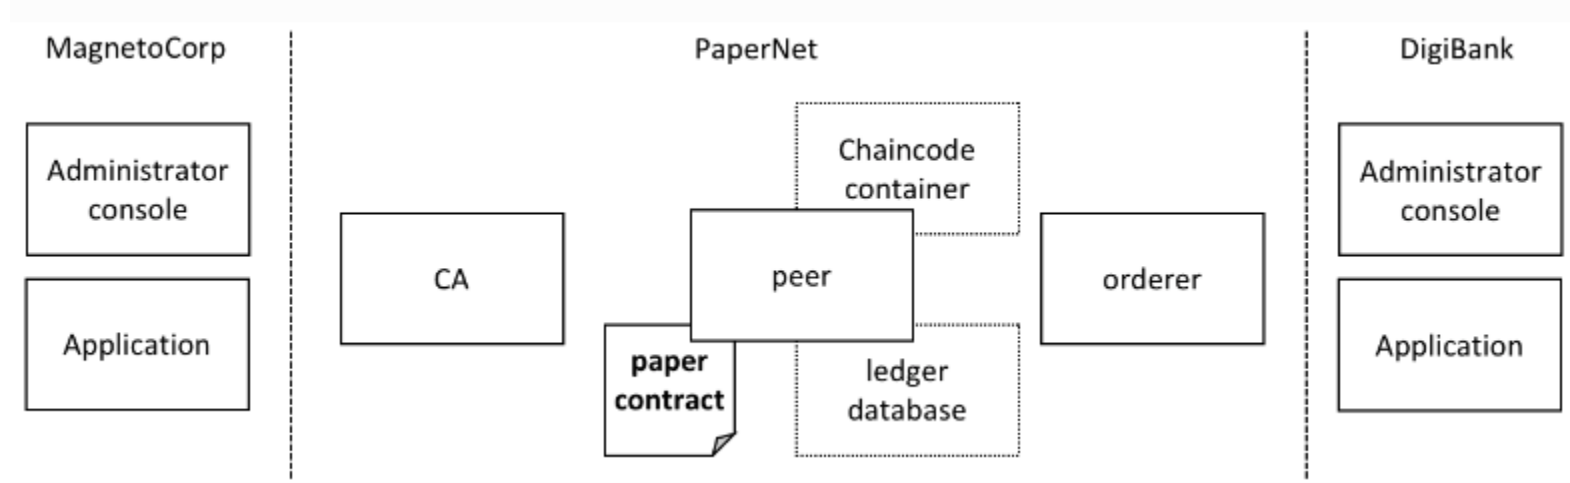 MagnetoCorp
Administrator
console
Application
PaperNet
CA
Chaincode
container
peer
paper
contract
ledger
database
orderer
DigiBank
Administrator
console
Application